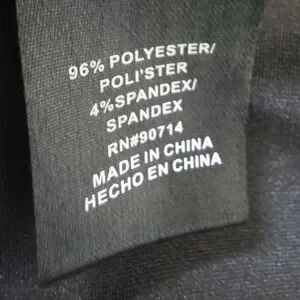 96% POLYESTER/
POLI'STER
4%SPANDEX/
SPANDEX
RN#90714
MADE IN CHINA
HECHO EN CHINA